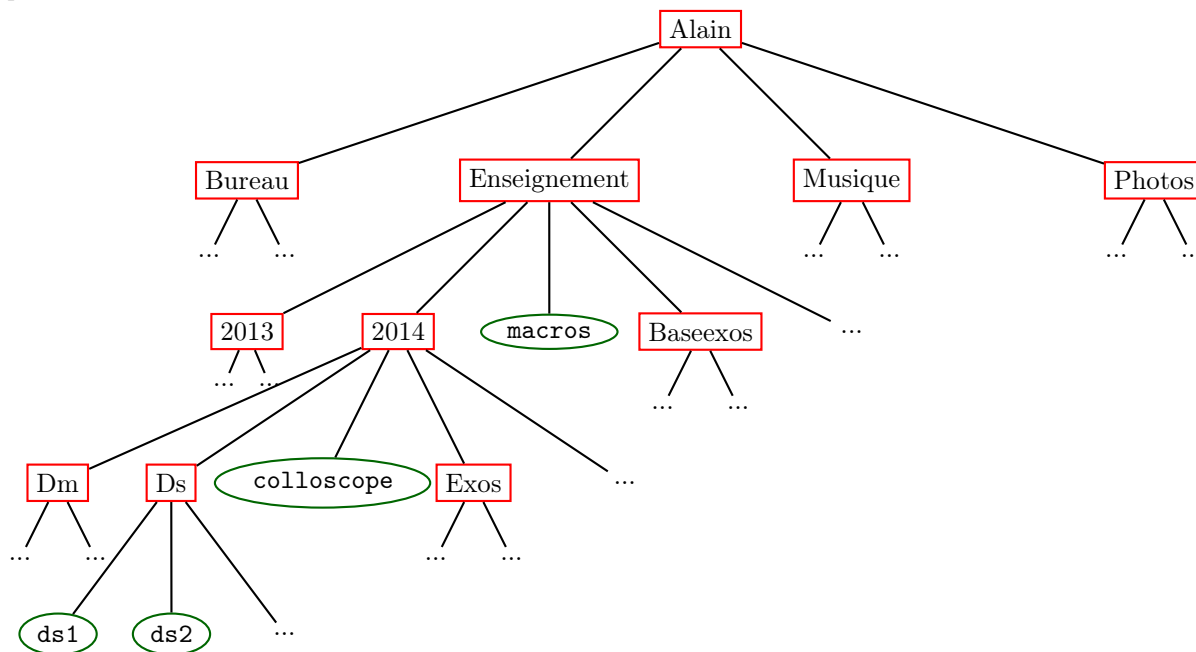 Alain
Bureau Enseignement Musique Photos
... ... ... ... ... ...
2013 2014 macros Baseexos ...
... ... ... ...
Dm Ds colloscope Exos ...
... ... ... ...
ds1 ds2 ...